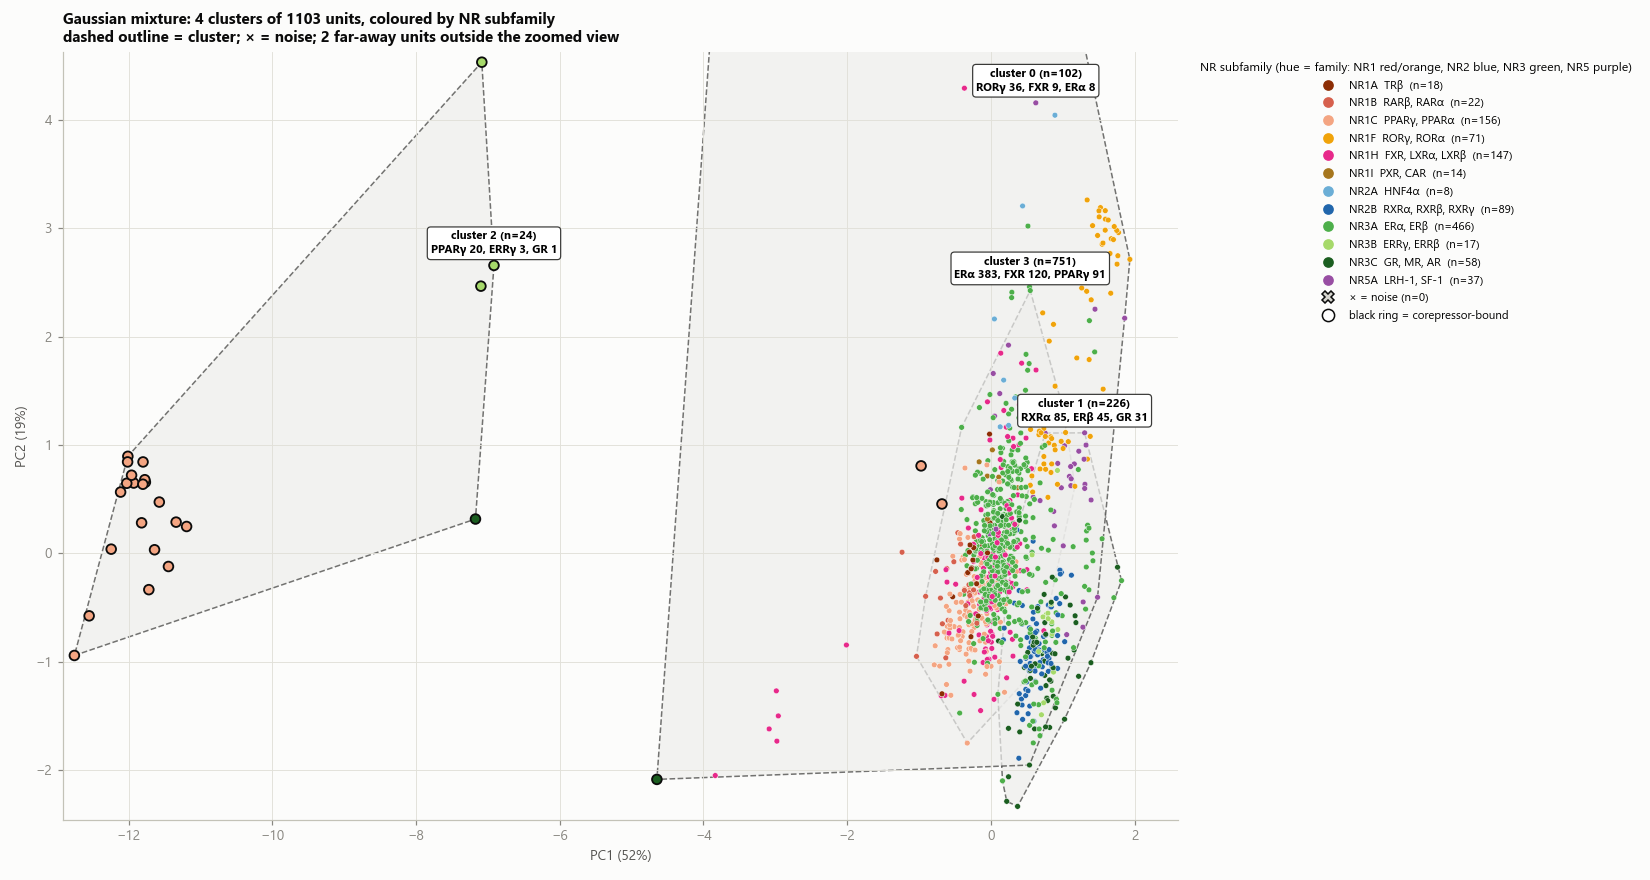 Gaussian mixture: 4 clusters of 1103 units, coloured by NR subfamily
dashed outline = cluster; × = noise; 2 far-away units outside the zoomed view
NR subfamily (hue = family: NR1 red/orange, NR2 blue, NR3 green, NR5 purple)
NR1A TRβ (n=18)
NR1B RARβ, RARα (n=22)
NR1C PPARγ, PPARα (n=156)
NR1F RORγ, RORα (n=71)
NR1H FXR, LXRα, LXRβ (n=147)
NR1I PXR, CAR (n=14)
NR2A HNF4α (n=8)
NR2B RXRα, RXRβ, RXRγ (n=89)
NR3A ERα, ERβ (n=466)
NR3B ERRγ, ERRβ (n=17)
NR3C GR, MR, AR (n=58)
NR5A LRH-1, SF-1 (n=37)
× = noise (n=0)
black ring = corepressor-bound
cluster 0 (n=102)
RORγ 36, FXR 9, ERα 8
cluster 2 (n=24)
PPARγ 20, ERRγ 3, GR 1
cluster 3 (n=751)
ERα 383, FXR 120, PPARγ 91
cluster 1 (n=226)
RXRα 85, ERβ 45, GR 31
4
3
2
1
0
−1
−2
PC2 (19%)
−12
−10
−8
−6
−4
−2
0
2
PC1 (52%)